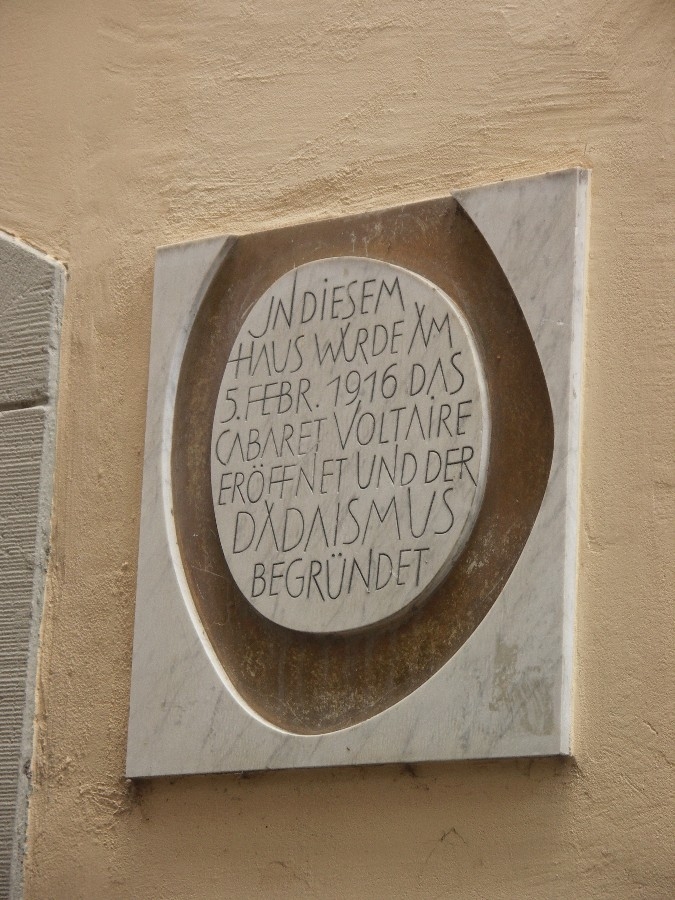 IN DIESEM
HAUS WURDE AM
5. FEBR. 1916 DAS
CABARET VOLTAIRE
ERÖFFNET UND DER
DADAISMUS
BEGRÜNDET